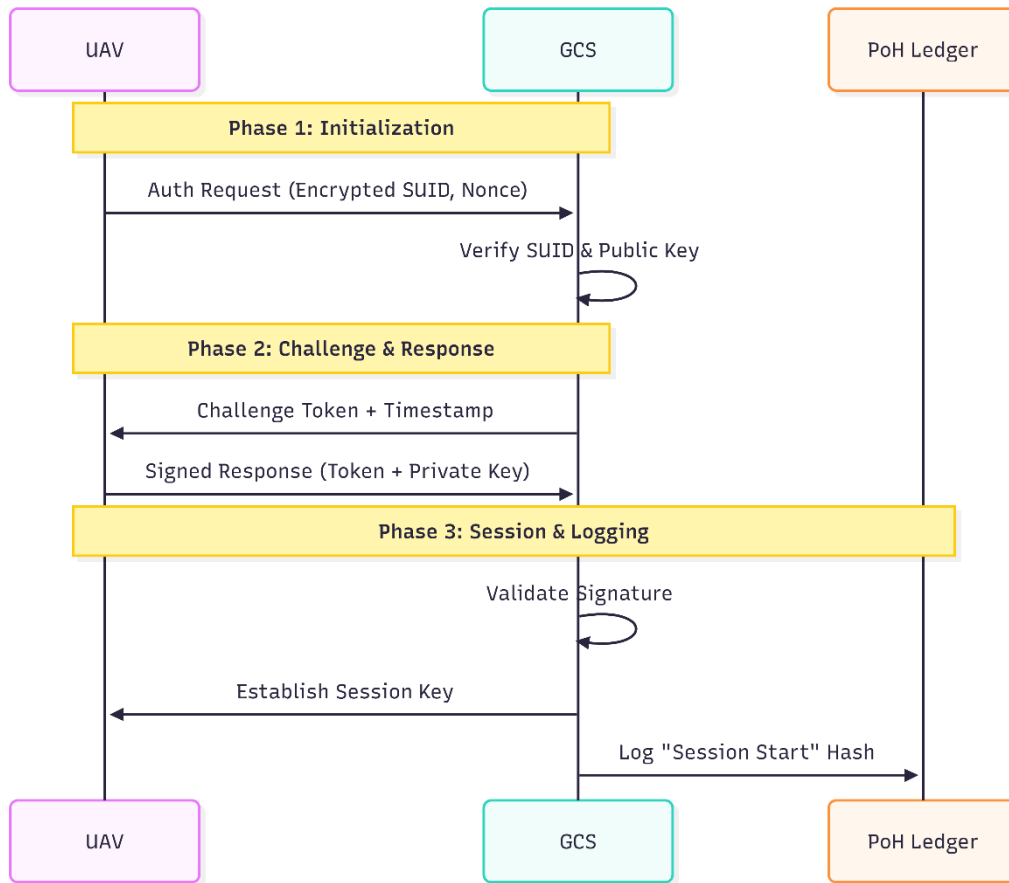 UAV
GCS
PoH Ledger
Phase 1: Initialization
Auth Request (Encrypted SUID, Nonce)
Verify SUID & Public Key
Phase 2: Challenge & Response
Challenge Token + Timestamp
Signed Response (Token + Private Key)
Phase 3: Session & Logging
Validate Signature
Establish Session Key
Log "Session Start" Hash
UAV
GCS
PoH Ledger